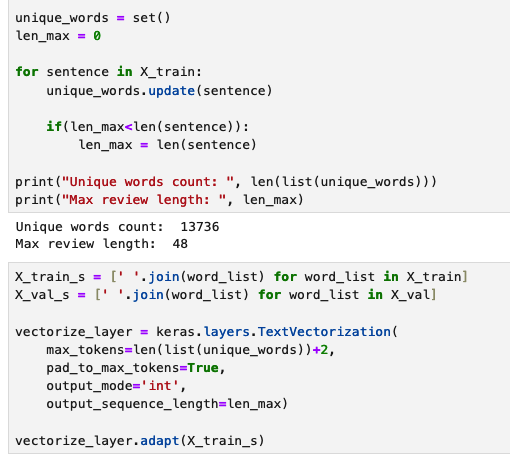 unique_words = set()
len_max = 0
for sentence in X_train:
    unique_words.update(sentence)
    if(len_max<len(sentence)):
        len_max = len(sentence)
print("Unique words count: ", len(list(unique_words)))
print("Max review length: ", len_max)
Unique words count:  13736
Max review length:  48
X_train_s = [' '.join(word_list) for word_list in X_train]
X_val_s = [' '.join(word_list) for word_list in X_val]
vectorize_layer = keras.layers.TextVectorization(
    max_tokens=len(list(unique_words))+2,
    pad_to_max_tokens=True,
    output_mode='int',
    output_sequence_length=len_max)
vectorize_layer.adapt(X_train_s)